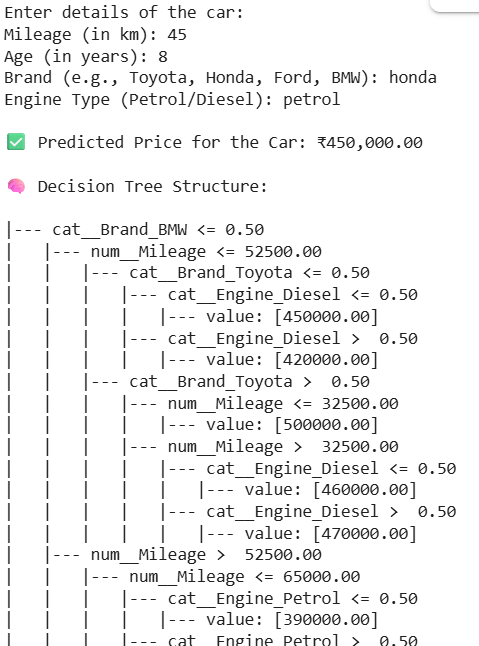 Enter details of the car:
Mileage (in km): 45
Age (in years): 8
Brand (e.g., Toyota, Honda, Ford, BMW): honda
Engine Type (Petrol/Diesel): petrol
✅ Predicted Price for the Car: ₹450,000.00
🧠 Decision Tree Structure:
|--- cat__Brand_BMW <= 0.50
|   |--- num__Mileage <= 52500.00
|   |   |--- cat__Brand_Toyota <= 0.50
|   |   |   |--- cat__Engine_Diesel <= 0.50
|   |   |   |   |--- value: [450000.00]
|   |   |   |--- cat__Engine_Diesel >  0.50
|   |   |   |   |--- value: [420000.00]
|   |   |--- cat__Brand_Toyota >  0.50
|   |   |   |--- num__Mileage <= 32500.00
|   |   |   |   |--- value: [500000.00]
|   |   |   |--- num__Mileage >  32500.00
|   |   |   |   |--- cat__Engine_Diesel <= 0.50
|   |   |   |   |   |--- value: [460000.00]
|   |   |   |   |--- cat__Engine_Diesel >  0.50
|   |   |   |   |   |--- value: [470000.00]
|   |--- num__Mileage >  52500.00
|   |   |--- num__Mileage <= 65000.00
|   |   |   |--- cat__Engine_Petrol <= 0.50
|   |   |   |   |--- value: [390000.00]
|   |   |   |--- cat__Engine_Petrol >  0.50